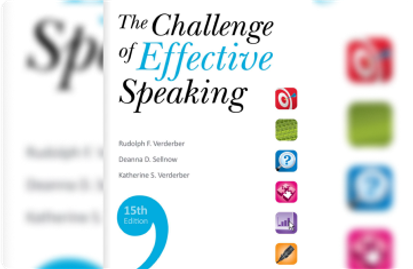 The Challenge
of Effective
Speaking
Rudolph F. Verderber
Deanna D. Sellnow
Katherine S. Verderber
15th
Edition